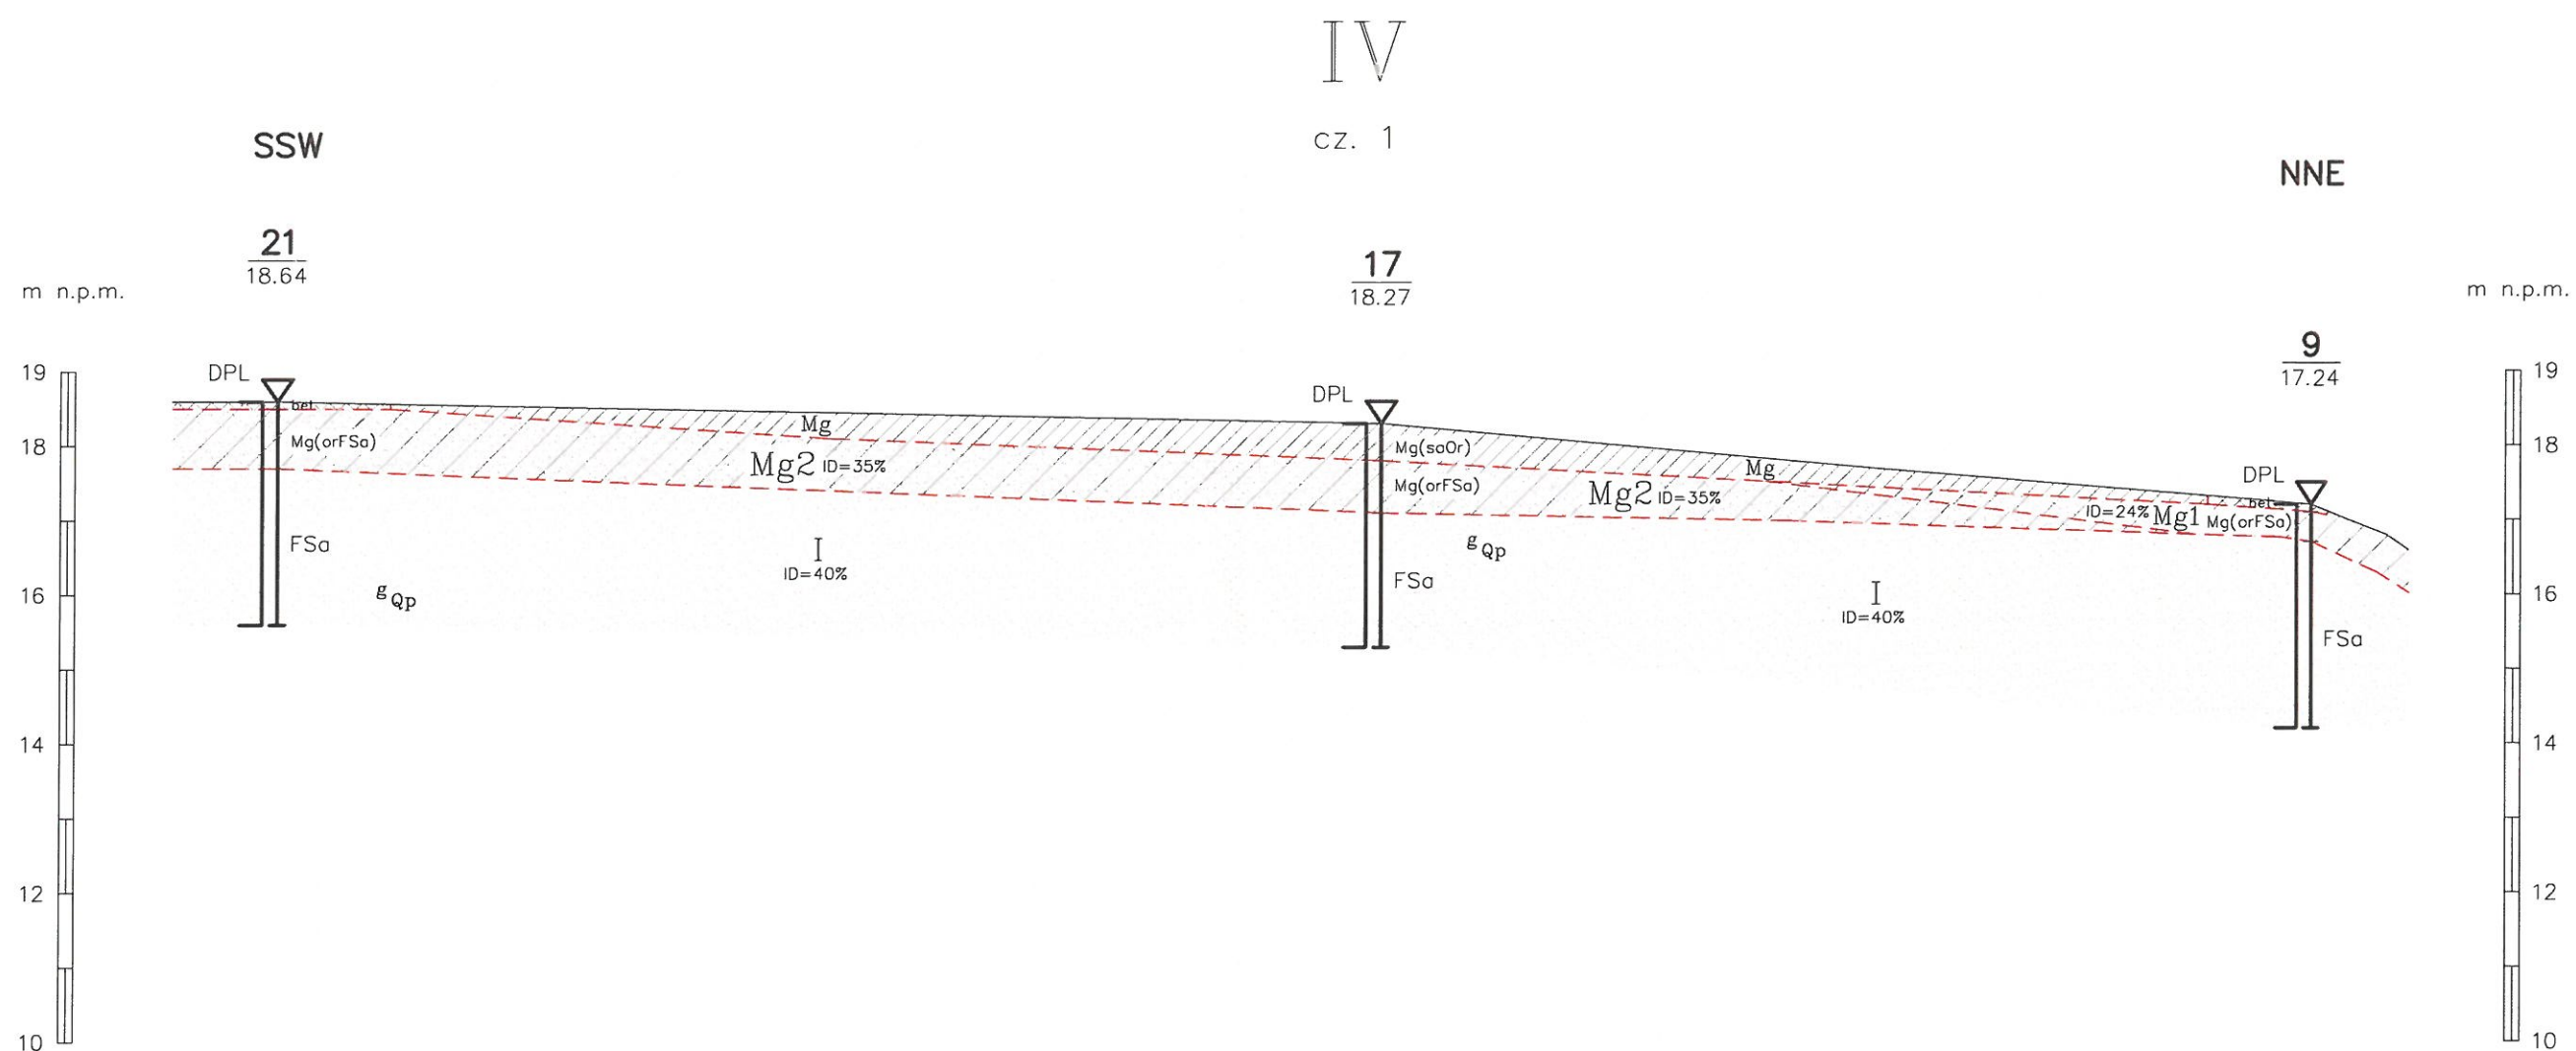 IV
cz. 1
SSW
NNE
21
18.64
17
18.27
9
17.24
m n.p.m.
m n.p.m.
19
18
16
14
12
10
DPL
bet
Mg(orFSa)
FSa
gQp
Mg
Mg2 ID=35%
I
ID=40%
DPL
Mg(saOr)
Mg(orFSa)
FSa
gQp
Mg
Mg2 ID=35%
I
ID=40%
DPL
bet
ID=24% Mg1 Mg(orFSa)
FSa
19
18
16
14
12
10